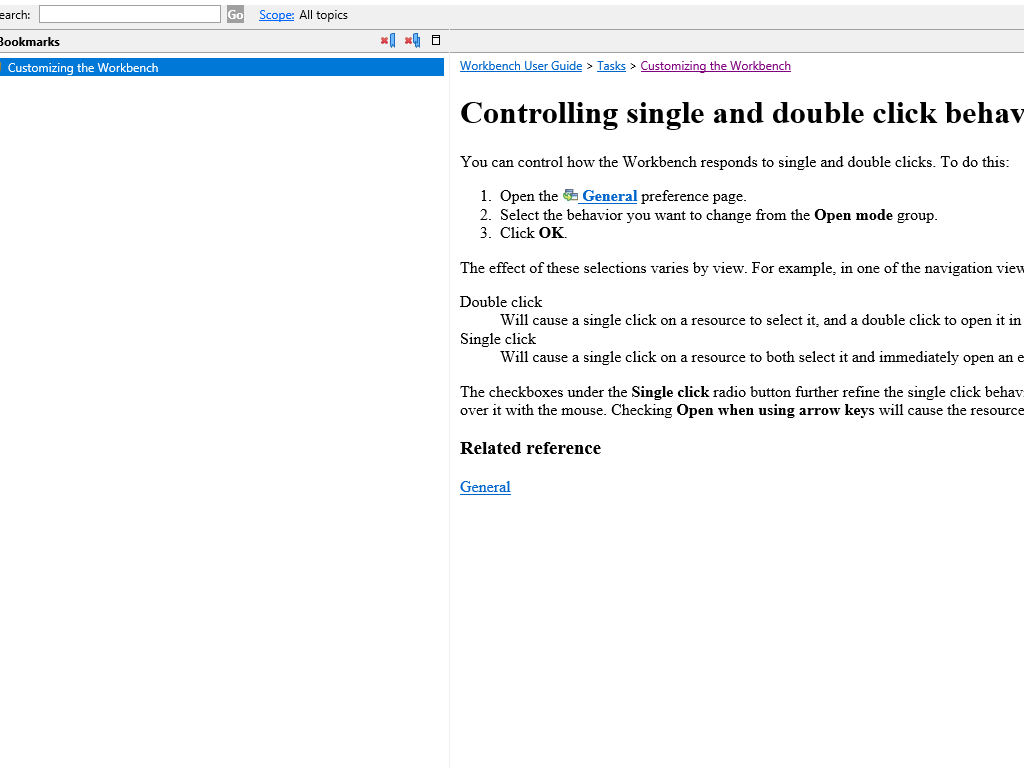 earch: Go Scope: All topics
Bookmarks
Customizing the Workbench
Workbench User Guide > Tasks > Customizing the Workbench
Controlling single and double click behav
You can control how the Workbench responds to single and double clicks. To do this:
1. Open the General preference page.
2. Select the behavior you want to change from the Open mode group.
3. Click OK.
The effect of these selections varies by view. For example, in one of the navigation view
Double click
Will cause a single click on a resource to select it, and a double click to open it in
Single click
Will cause a single click on a resource to both select it and immediately open an e
The checkboxes under the Single click radio button further refine the single click behavi
over it with the mouse. Checking Open when using arrow keys will cause the resource
Related reference
General